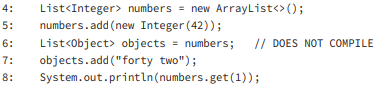 4: List<Integer> numbers = new ArrayList<>();
5: numbers.add(new Integer(42));
6: List<Object> objects = numbers; // DOES NOT COMPILE
7: objects.add("forty two");
8: System.out.println(numbers.get(1));